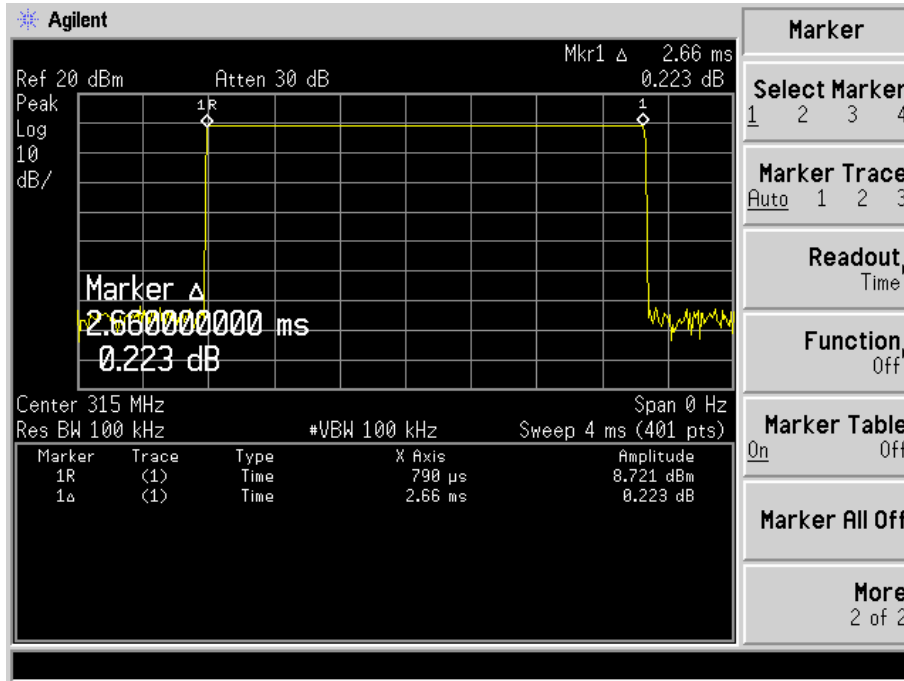 Agilent
Marker
Mkr1 Δ 2.66 ms
Ref 20 dBm Atten 30 dB 0.223 dB
Peak
Log
10
dB/
1R
1
Marker Δ
2.660000000 ms
0.223 dB
Center 315 MHz Span 0 Hz
Res BW 100 kHz #VBW 100 kHz Sweep 4 ms (401 pts)
Marker Trace Type X Axis Amplitude
1R (1) Time 790 µs 8.721 dBm
1Δ (1) Time 2.66 ms 0.223 dB
Select Marker
1 2 3 4
Marker Trace
Auto 1 2 3
Readout
Time
Function
Off
Marker Table
On Off
Marker All Off
More
2 of 2